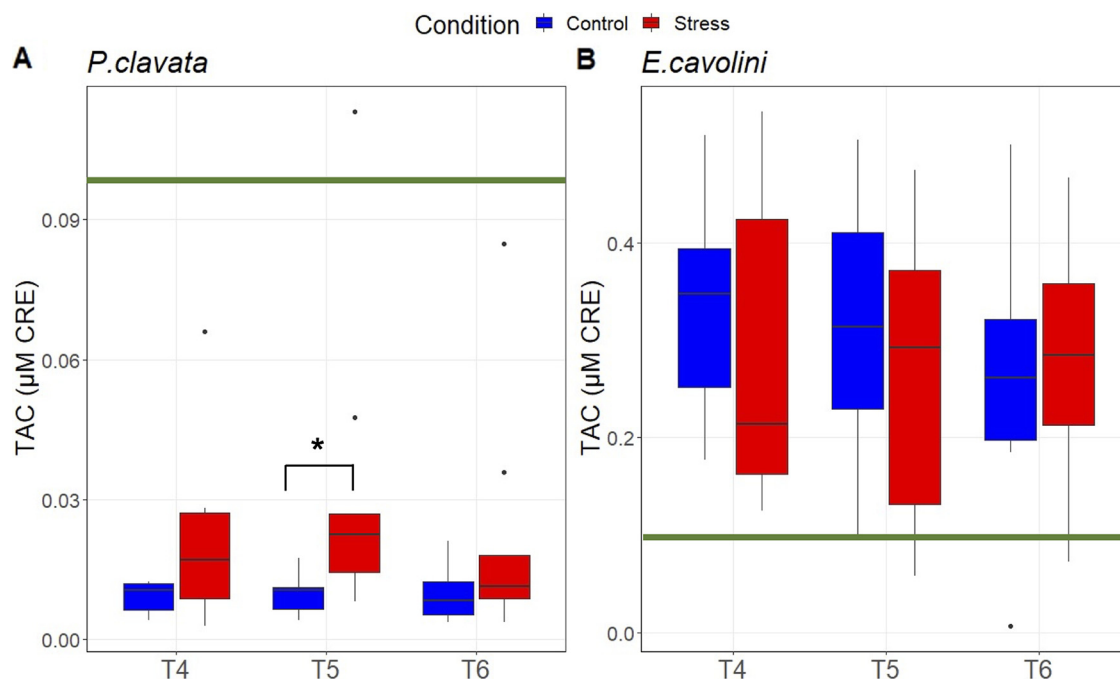 Condition Control Stress
A P.clavata
B E.cavolini
TAC (µM CRE)
0.09
0.06
0.03
0.00
*
T4 T5 T6
TAC (µM CRE)
0.4
0.2
0.0
T4 T5 T6